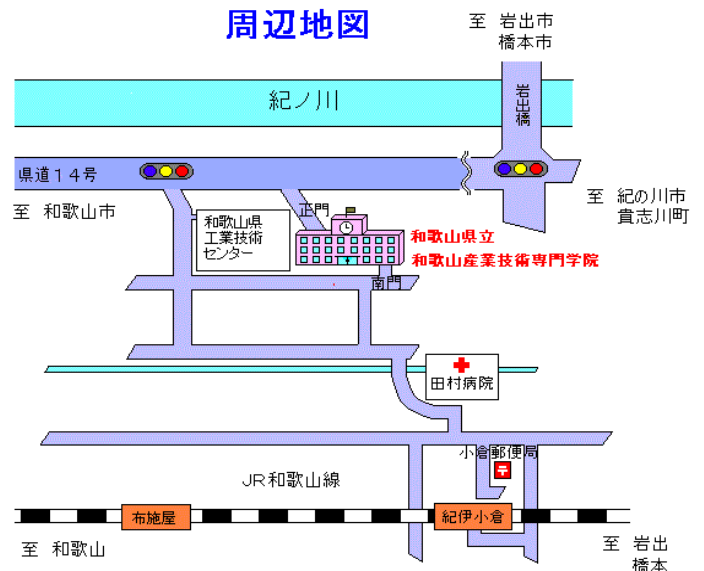 周辺地図
至 岩出市
橋本市
紀ノ川
岩出橋
県道14号
至 和歌山市
正門
和歌山県
工業技術
センター
至 紀の川市
貴志川町
和歌山県立
和歌山産業技術専門学院
南門
田村病院
小倉郵便局
〒
JR和歌山線
布施屋
紀伊小倉
至 和歌山
至 岩出
橋本